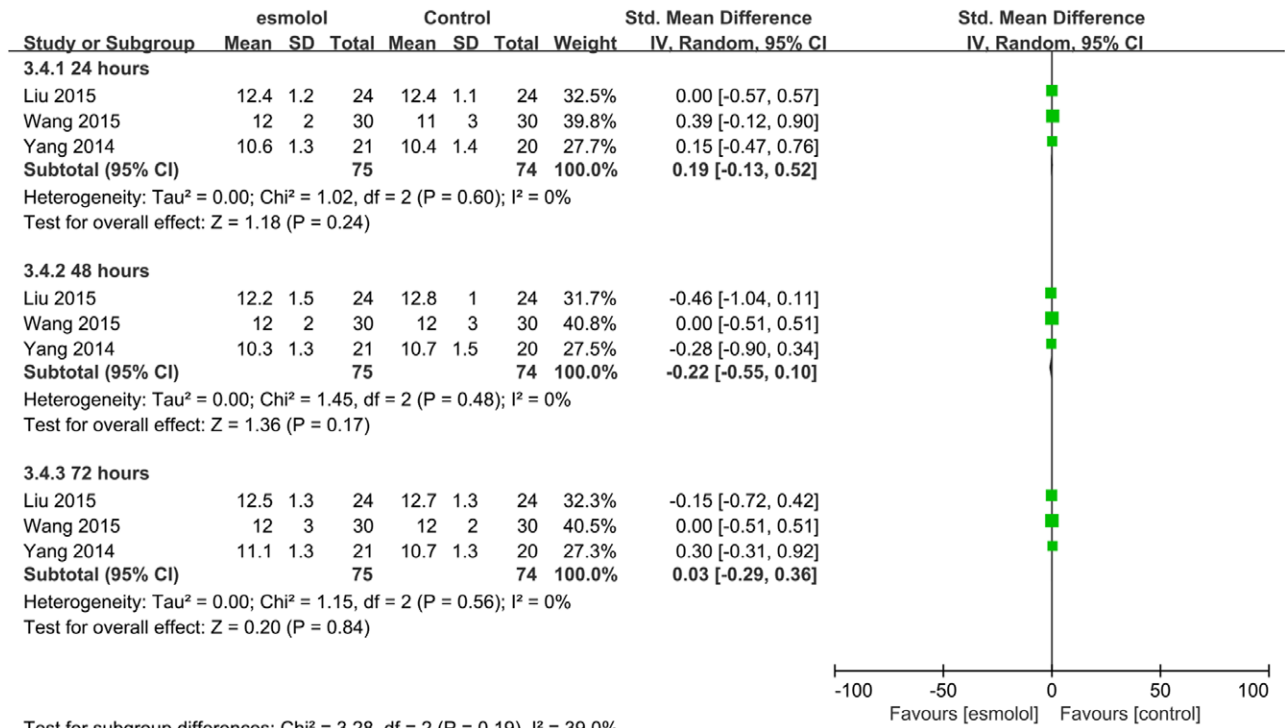 esmolol Control Std. Mean Difference Std. Mean Difference
Study or Subgroup Mean SD Total Mean SD Total Weight IV, Random, 95% CI IV, Random, 95% CI
3.4.1 24 hours
Liu 2015 12.4 1.2 24 12.4 1.1 24 32.5% 0.00 [-0.57, 0.57]
Wang 2015 12 2 30 11 3 30 39.8% 0.39 [-0.12, 0.90]
Yang 2014 10.6 1.3 21 10.4 1.4 20 27.7% 0.15 [-0.47, 0.76]
Subtotal (95% CI) 75 74 100.0% 0.19 [-0.13, 0.52]
Heterogeneity: Tau² = 0.00; Chi² = 1.02, df = 2 (P = 0.60); I² = 0%
Test for overall effect: Z = 1.18 (P = 0.24)
3.4.2 48 hours
Liu 2015 12.2 1.5 24 12.8 1 24 31.7% -0.46 [-1.04, 0.11]
Wang 2015 12 2 30 12 3 30 40.8% 0.00 [-0.51, 0.51]
Yang 2014 10.3 1.3 21 10.7 1.5 20 27.5% -0.28 [-0.90, 0.34]
Subtotal (95% CI) 75 74 100.0% -0.22 [-0.55, 0.10]
Heterogeneity: Tau² = 0.00; Chi² = 1.45, df = 2 (P = 0.48); I² = 0%
Test for overall effect: Z = 1.36 (P = 0.17)
3.4.3 72 hours
Liu 2015 12.5 1.3 24 12.7 1.3 24 32.3% -0.15 [-0.72, 0.42]
Wang 2015 12 3 30 12 2 30 40.5% 0.00 [-0.51, 0.51]
Yang 2014 11.1 1.3 21 10.7 1.3 20 27.3% 0.30 [-0.31, 0.92]
Subtotal (95% CI) 75 74 100.0% 0.03 [-0.29, 0.36]
Heterogeneity: Tau² = 0.00; Chi² = 1.15, df = 2 (P = 0.56); I² = 0%
Test for overall effect: Z = 0.20 (P = 0.84)
-100 -50 0 50 100
Favours [esmolol] Favours [control]
Test for subgroup differences: Chi² = 3.28, df = 2 (P = 0.19), I² = 39.0%